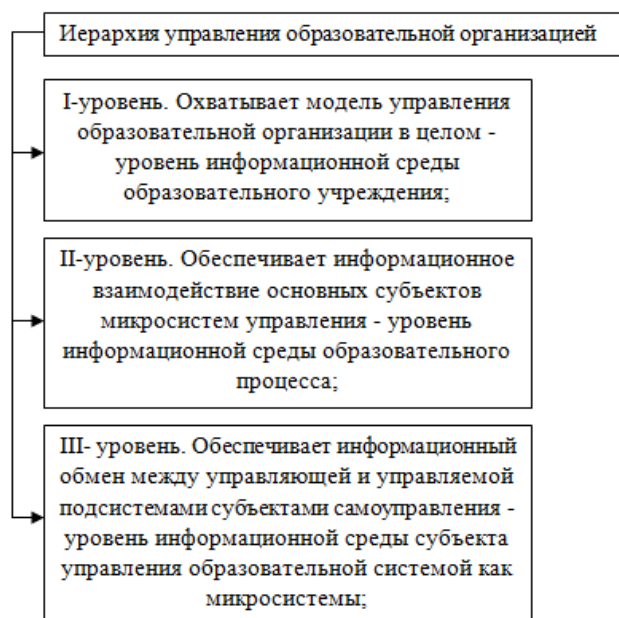 Иерархия управления образовательной организацией
I-уровень. Охватывает модель управления
образовательной организации в целом -
уровень информационной среды
образовательного учреждения;
II-уровень. Обеспечивает информационное
взаимодействие основных субъектов
микросистем управления - уровень
информационной среды образовательного
процесса;
III- уровень. Обеспечивает информационный
обмен между управляющей и управляемой
подсистемами субъектами самоуправления -
уровень информационной среды субъекта
управления образовательной системой как
микросистемы;